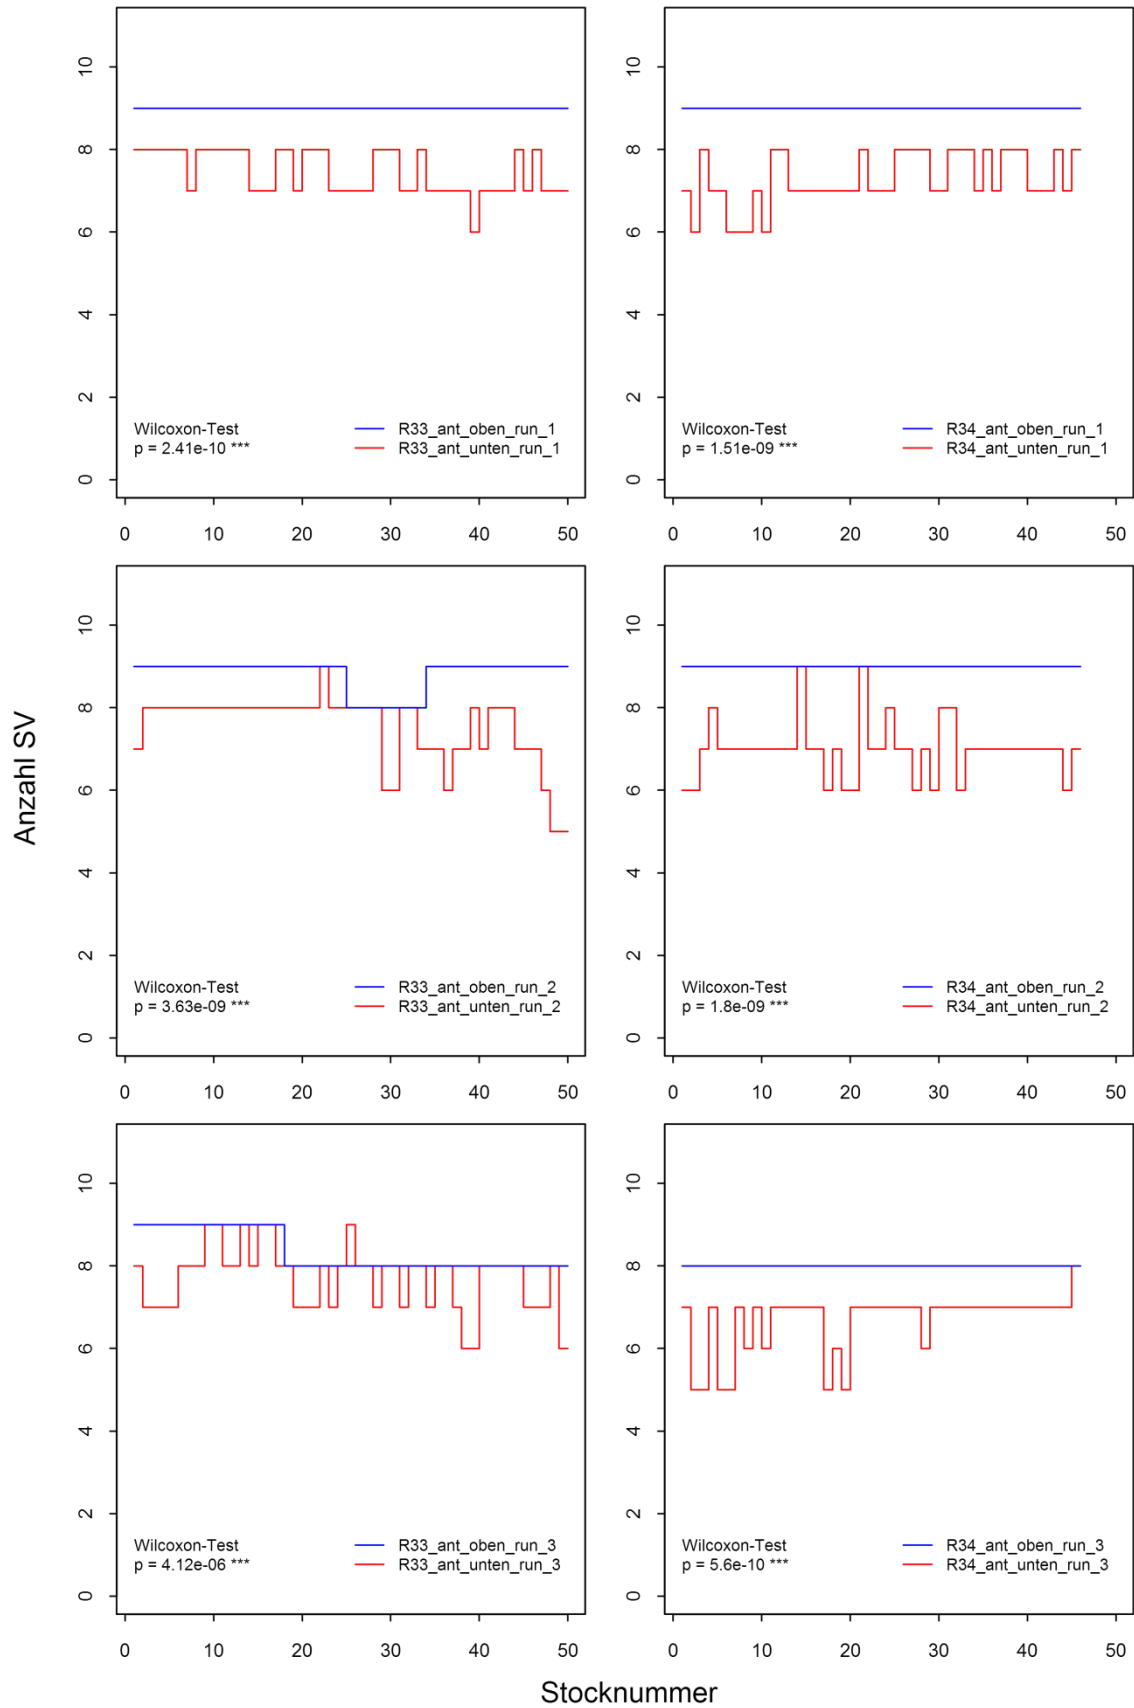 10
8
6
4
2
0
Wilcoxon-Test
p = 2.41e-10 ***
R33_ant_oben_run_1
R33_ant_unten_run_1
0 10 20 30 40 50
10
8
6
4
2
0
Wilcoxon-Test
p = 1.51e-09 ***
R34_ant_oben_run_1
R34_ant_unten_run_1
0 10 20 30 40 50
Anzahl SV
10
8
6
4
2
0
Wilcoxon-Test
p = 3.63e-09 ***
R33_ant_oben_run_2
R33_ant_unten_run_2
0 10 20 30 40 50
10
8
6
4
2
0
Wilcoxon-Test
p = 1.8e-09 ***
R34_ant_oben_run_2
R34_ant_unten_run_2
0 10 20 30 40 50
10
8
6
4
2
0
Wilcoxon-Test
p = 4.12e-06 ***
R33_ant_oben_run_3
R33_ant_unten_run_3
0 10 20 30 40 50
10
8
6
4
2
0
Wilcoxon-Test
p = 5.6e-10 ***
R34_ant_oben_run_3
R34_ant_unten_run_3
0 10 20 30 40 50
Stocknummer